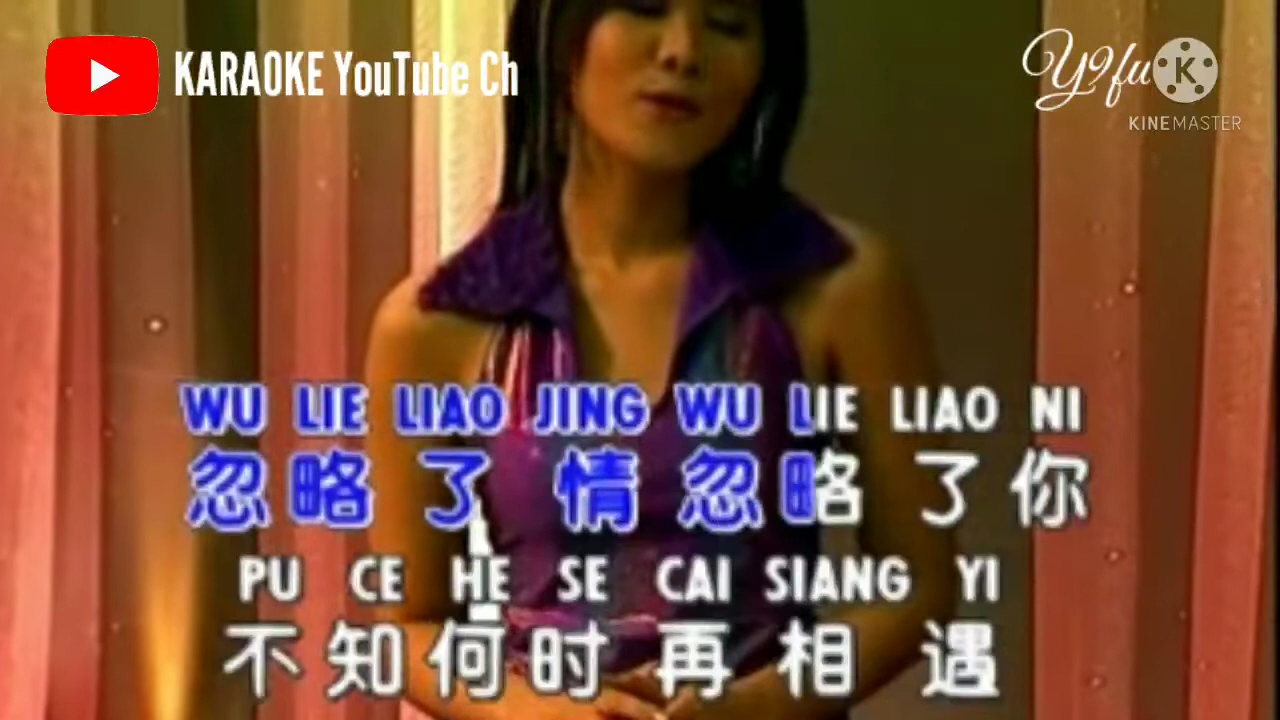 KARAOKE YouTube Ch
Y9fu
K
KINEMASTER
WU LIE LIAO JING WU LIE LIAO NI
忽略了 情 忽略了你
PU CE HE SE CAI SIANG YI
不知何时 再相遇